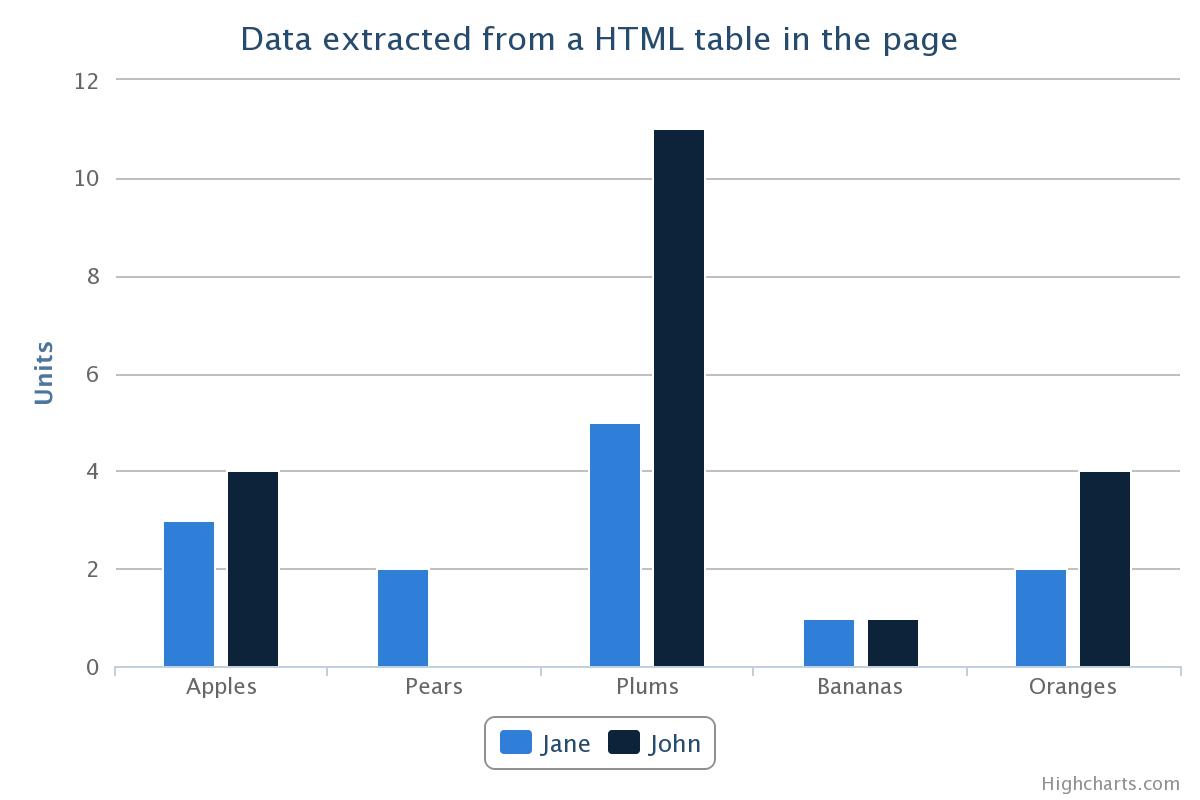 Data extracted from a HTML table in the page
12
10
8
6
4
2
0
Units
Apples Pears Plums Bananas Oranges
Jane John
Highcharts.com